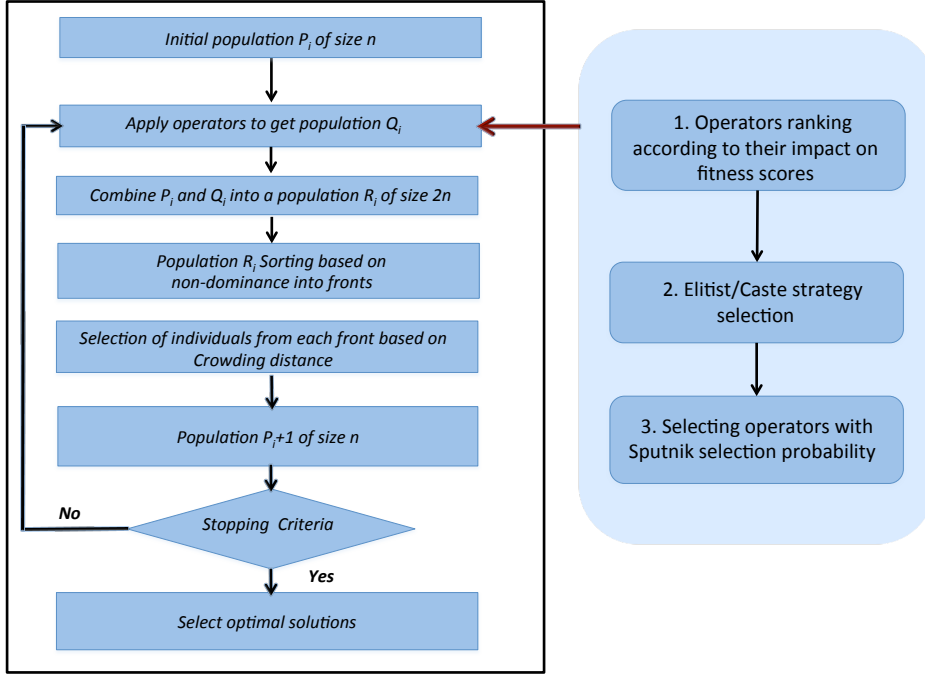 Initial population Pᵢ of size n
Apply operators to get population Qᵢ
Combine Pᵢ and Qᵢ into a population Rᵢ of size 2n
Population Rᵢ Sorting based on
non-dominance into fronts
Selection of individuals from each front based on
Crowding distance
Population Pᵢ+1 of size n
No
Stopping Criteria
Yes
Select optimal solutions
1. Operators ranking
according to their impact on
fitness scores
2. Elitist/Caste strategy
selection
3. Selecting operators with
Sputnik selection probability